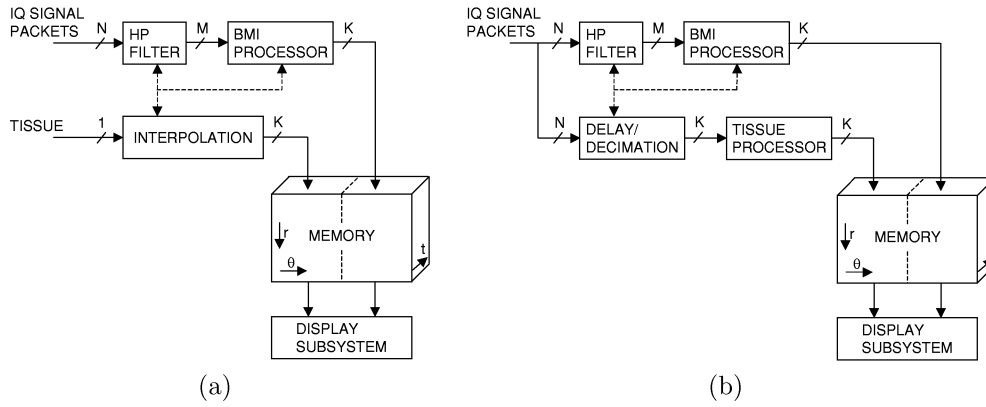 IQ SIGNAL
PACKETS
N
HP
FILTER
M
BMI
PROCESSOR
K
TISSUE
1
INTERPOLATION
K
r
MEMORY
t
θ
DISPLAY
SUBSYSTEM
(a)
IQ SIGNAL
PACKETS
N
HP
FILTER
M
BMI
PROCESSOR
K
N
DELAY/
DECIMATION
K
TISSUE
PROCESSOR
K
r
MEMORY
θ
DISPLAY
SUBSYSTEM
(b)